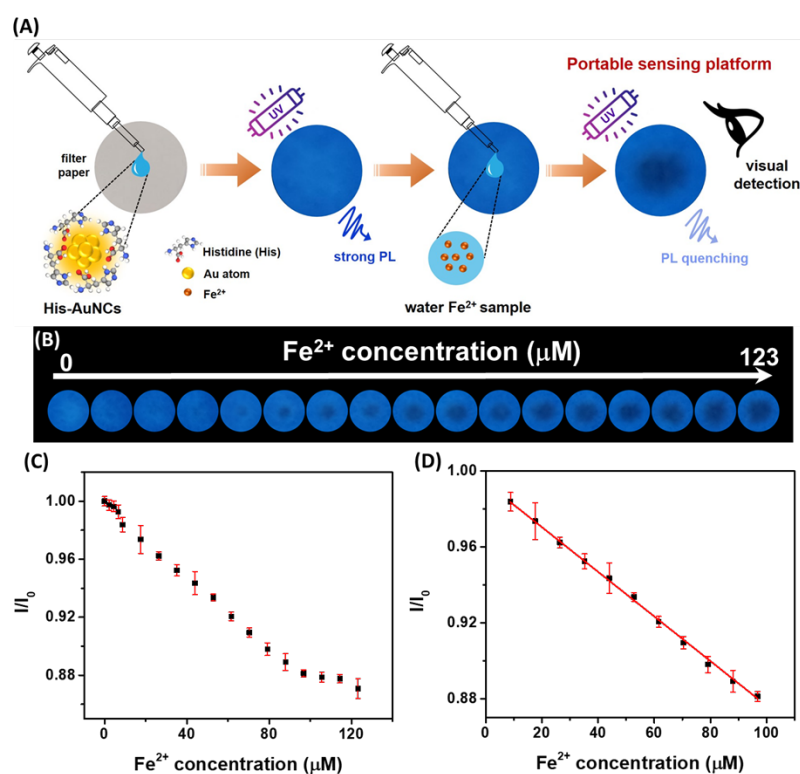 (A)
Portable sensing platform
UV
UV
filter
paper
visual
detection
Histidine (His)
Au atom
Fe²⁺
strong PL
PL quenching
His-AuNCs
water Fe²⁺ sample
(B)
Fe²⁺ concentration (μM)
0
123
(C)
(D)
1.00
0.96
0.92
0.88
I/I₀
0 40 80 120
Fe²⁺ concentration (μM)
1.00
0.96
0.92
0.88
I/I₀
0 20 40 60 80 100
Fe²⁺ concentration (μM)